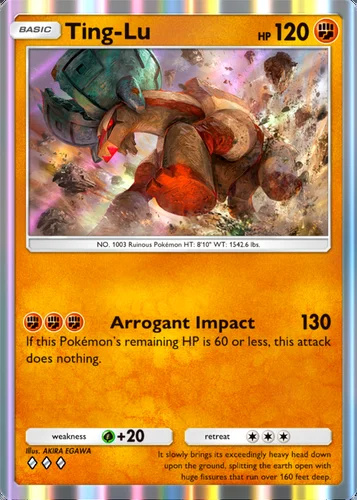 BASIC Ting-Lu HP 120
NO. 1003 Ruinous Pokémon HT: 8'10" WT: 1542.6 lbs.
Arrogant Impact 130
If this Pokémon's remaining HP is 60 or less, this attack
does nothing.
weakness +20 retreat
Illus. AKIRA EGAWA
It slowly brings its exceedingly heavy head down
upon the ground, splitting the earth open with
huge fissures that run over 160 feet deep.